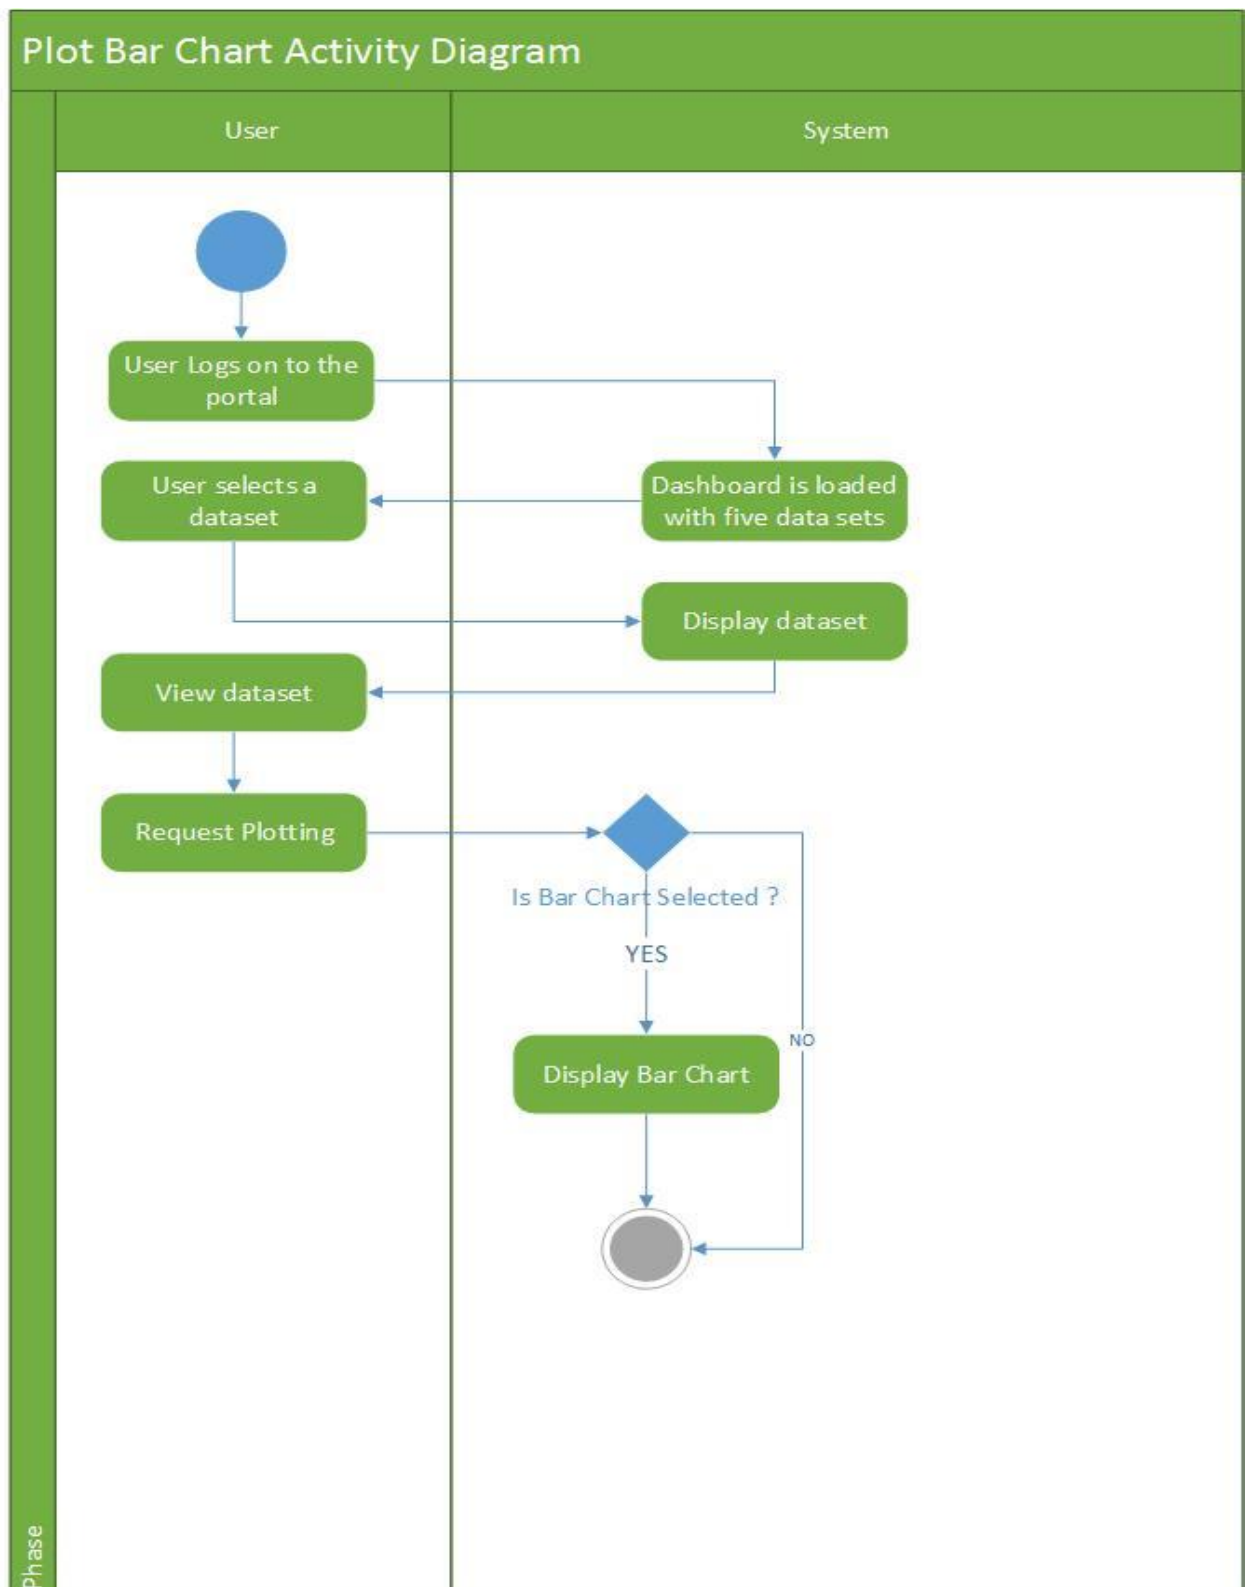 Plot Bar Chart Activity Diagram
User
System
User Logs on to the
portal
Dashboard is loaded
with five data sets
User selects a
dataset
Display dataset
View dataset
Request Plotting
Is Bar Chart Selected ?
YES
NO
Display Bar Chart
Phase